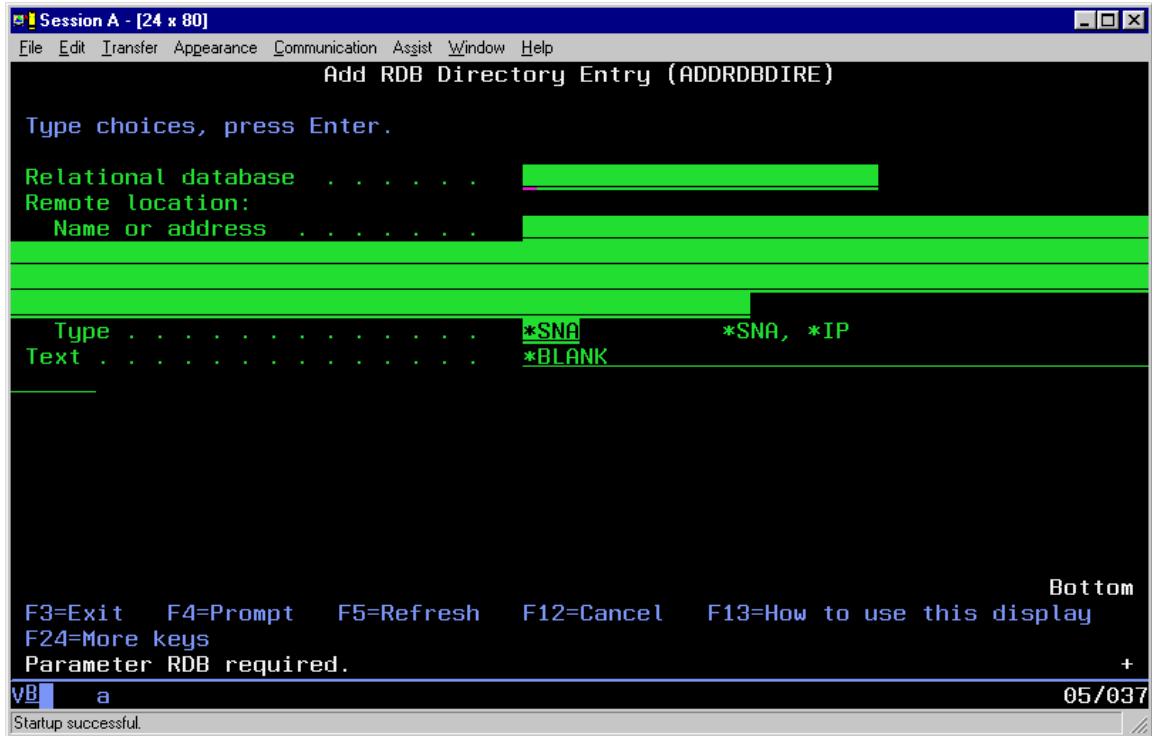 Session A - [24 x 80]
File Edit Transfer Appearance Communication Assist Window Help
Add RDB Directory Entry (ADDRDBDIRE)
Type choices, press Enter.
Relational database . . . . . .
Remote location:
Name or address . . . . . . .
Type . . . . . . . . . . . . . *SNA *SNA, *IP
Text . . . . . . . . . . . . . . *BLANK
Bottom
F3=Exit F4=Prompt F5=Refresh F12=Cancel F13=How to use this display
F24=More keys
Parameter RDB required. +
VB a 05/037
Startup successful.